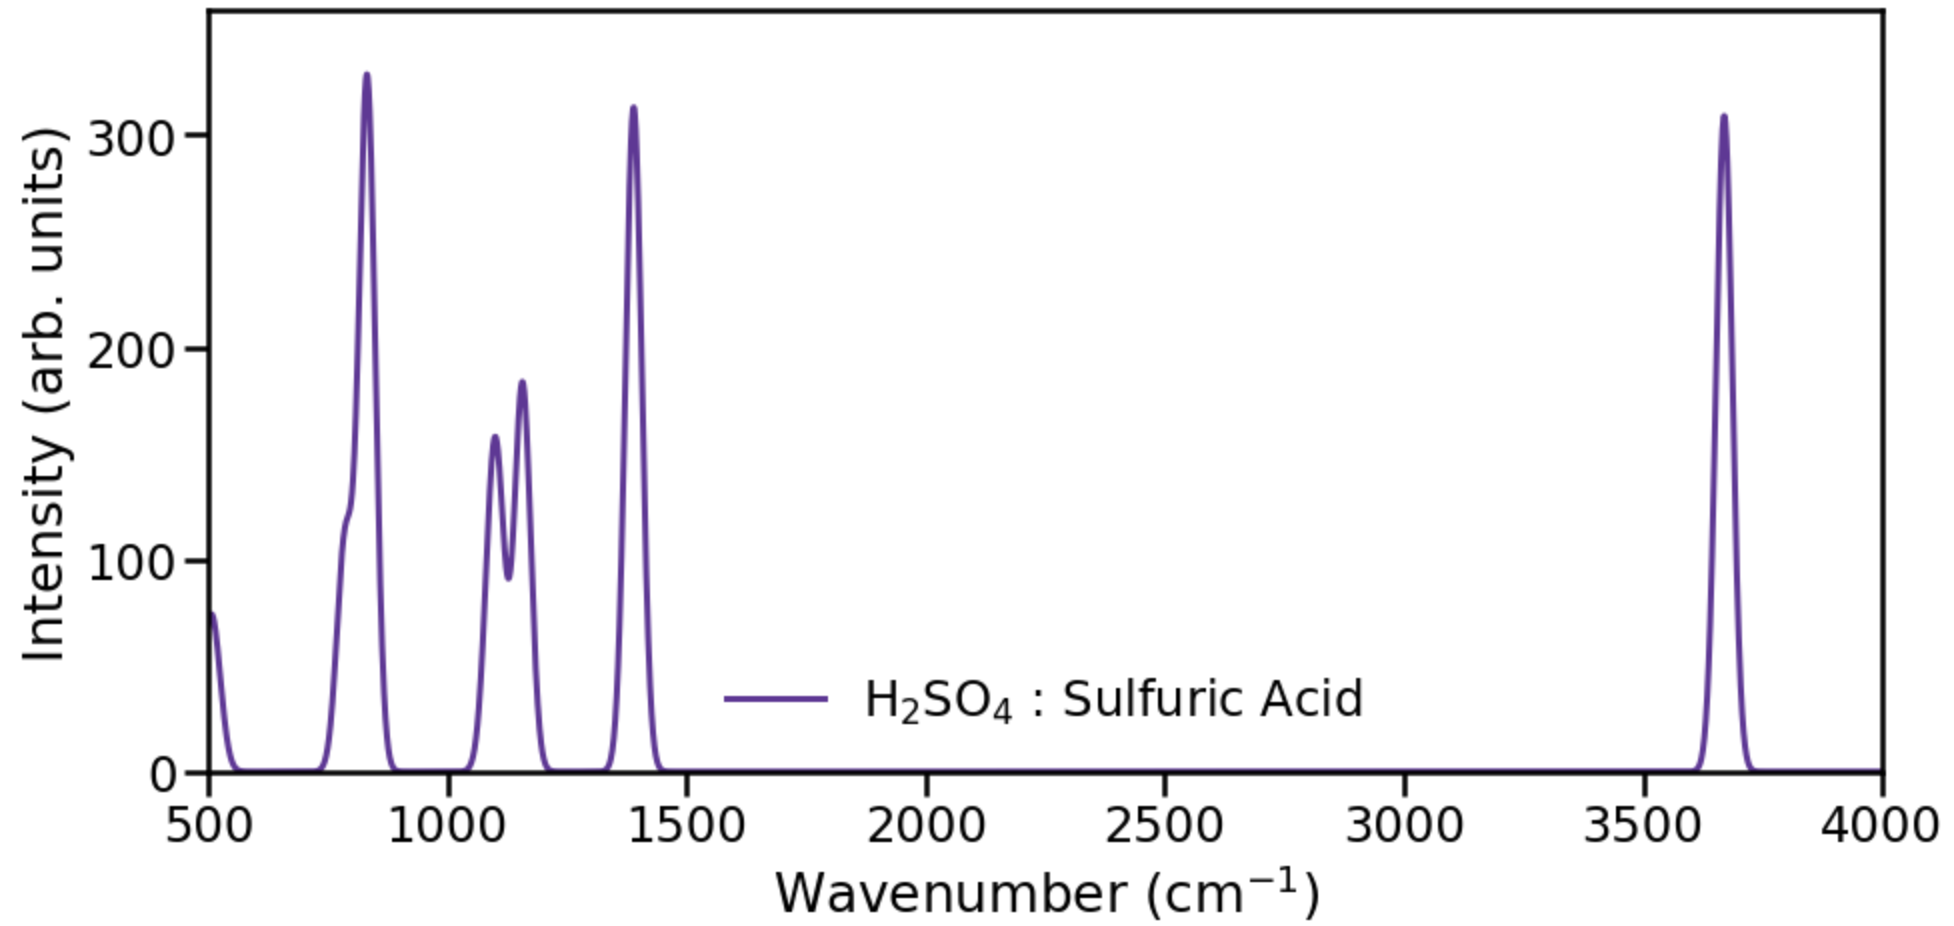 Intensity (arb. units)
300
200
100
0
H₂SO₄ : Sulfuric Acid
500 1000 1500 2000 2500 3000 3500 4000
Wavenumber (cm⁻¹)